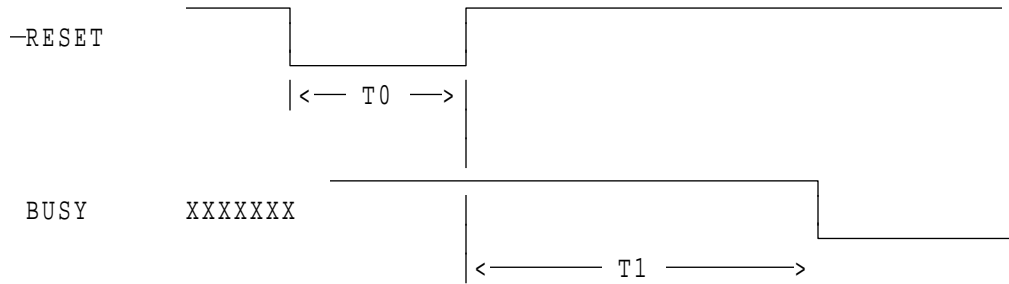 —RESET
|<— T0 —>
BUSY XXXXXXX
<—— T1 ——>